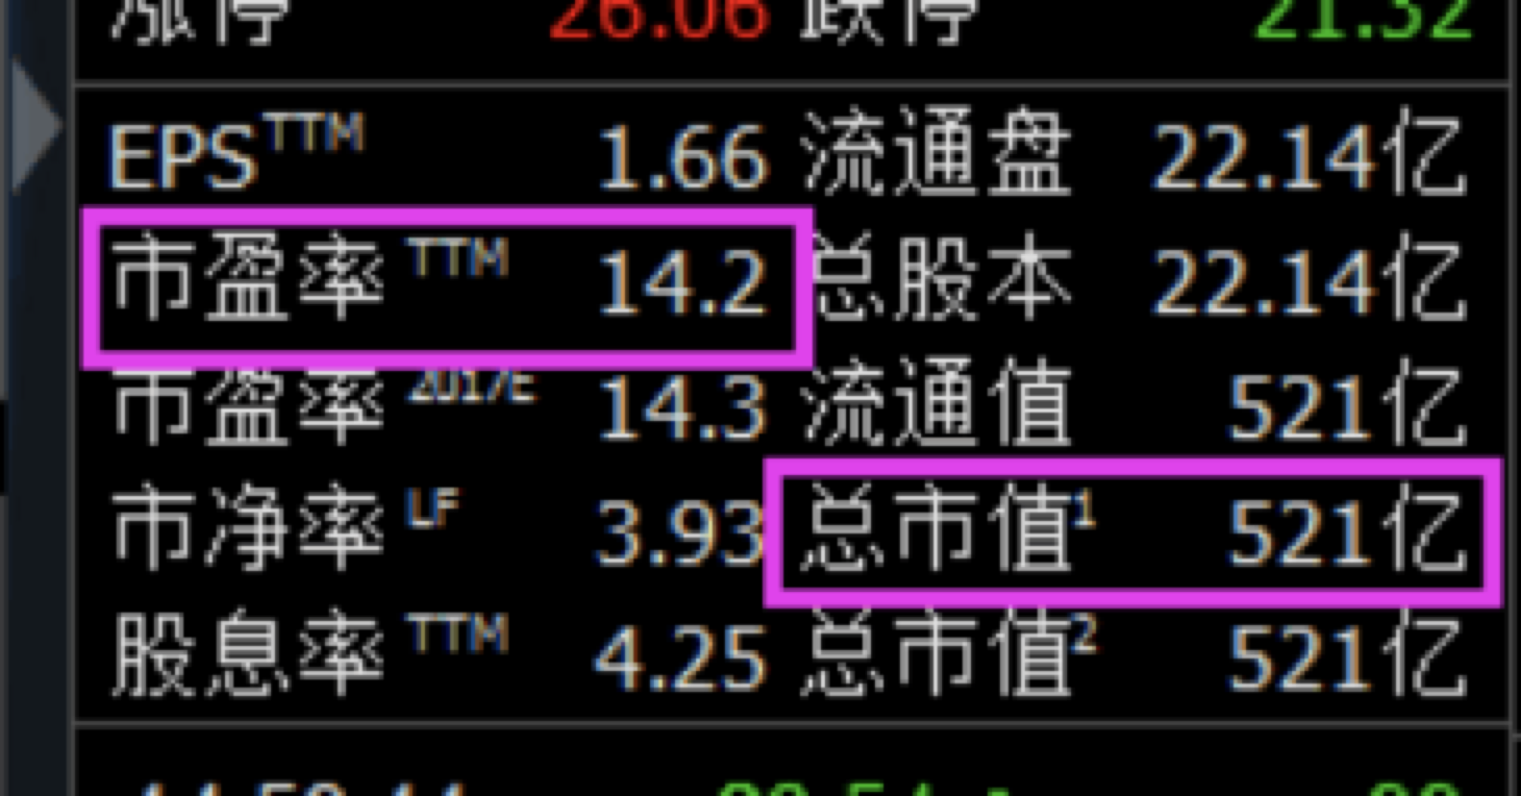 涨停 26.06 跌停 21.32
EPS TTM 1.66 流通盘 22.14亿
市盈率 TTM 14.2 总股本 22.14亿
市盈率 2017E 14.3 流通值 521亿
市净率 LF 3.93 总市值1 521亿
股息率 TTM 4.25 总市值2 521亿